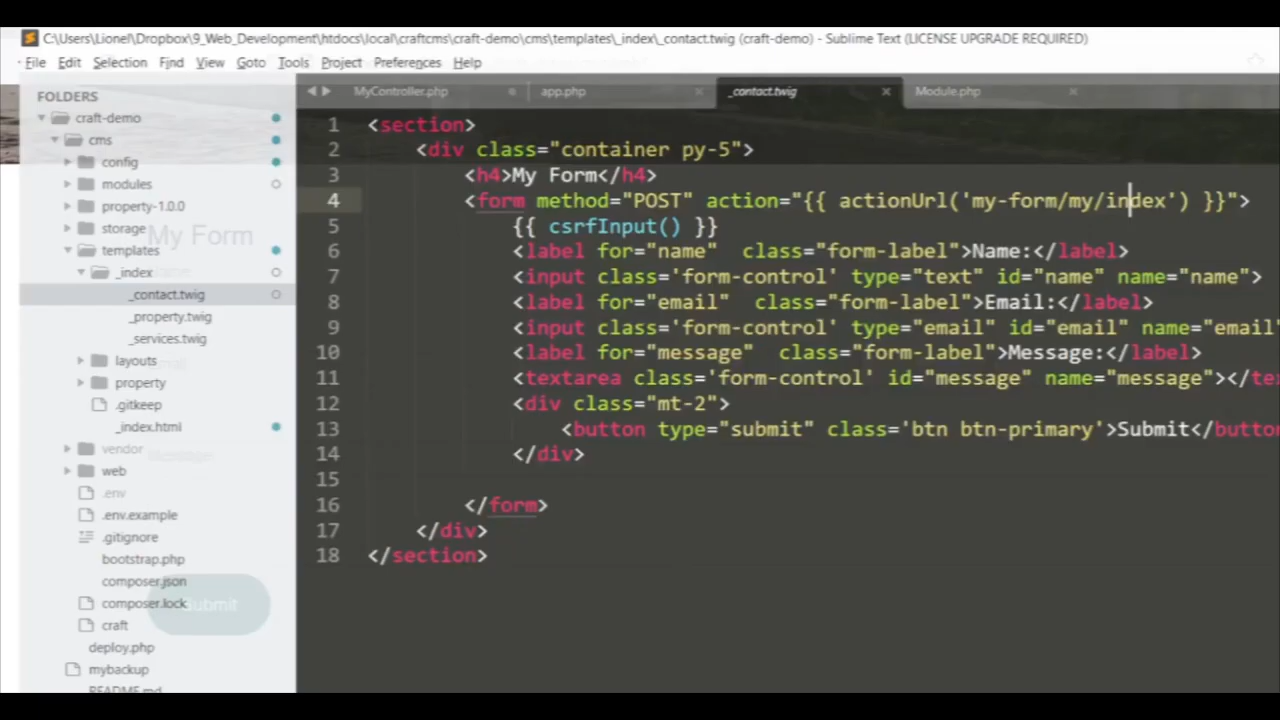 C:\Users\Lionel\Dropbox\9_Web_Development\htdocs\local\craftcms\craft-demo\cms\templates\_index\_contact.twig (craft-demo) - Sublime Text (LICENSE UPGRADE REQUIRED)
File Edit Selection Find View Goto Tools Project Preferences Help
MyController.php app.php _contact.twig Module.php
FOLDERS
craft-demo
cms
config
modules
property-1.0.0
storage
templates
_index
_contact.twig
_property.twig
_services.twig
layouts
property
.gitkeep
_index.html
vendor
web
.env
.env.example
.gitignore
bootstrap.php
composer.json
composer.lock
craft
deploy.php
mybackup
README.md
My Form
Name
Email
Message
Submit
1 <section>
2 <div class="container py-5">
3 <h4>My Form</h4>
4 <form method="POST" action="{{ actionUrl('my-form/my/index') }}">
5 {{ csrfInput() }}
6 <label for="name" class="form-label">Name:</label>
7 <input class='form-control' type="text" id="name" name="name">
8 <label for="email" class="form-label">Email:</label>
9 <input class='form-control' type="email" id="email" name="email"
10 <label for="message" class="form-label">Message:</label>
11 <textarea class='form-control' id="message" name="message"></te
12 <div class="mt-2">
13 <button type="submit" class='btn btn-primary'>Submit</button
14 </div>
15
16 </form>
17 </div>
18 </section>